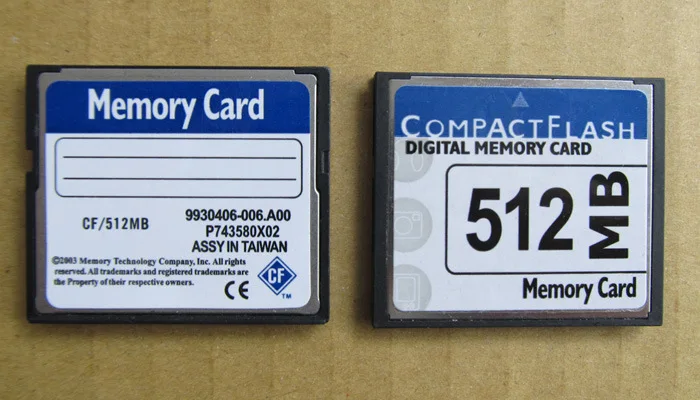 Memory Card
CF/512MB
9930406-006.A00
P743580X02
ASSY IN TAIWAN
©2003 Memory Technology Company, Inc. All rights
reserved. All trademarks and registered trademarks are
the Property of their respective owners.
CE
CF
TM
COMPACTFLASH
DIGITAL MEMORY CARD
512 MB
Memory Card